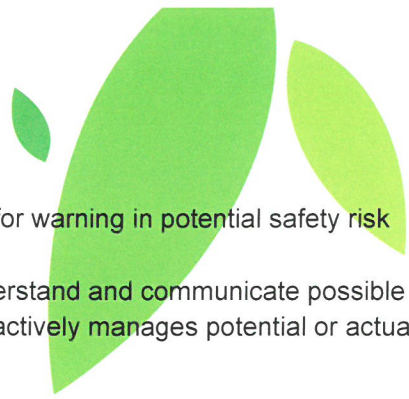 for warning in potential safety risk
erstand and communicate possible
actively manages potential or actua